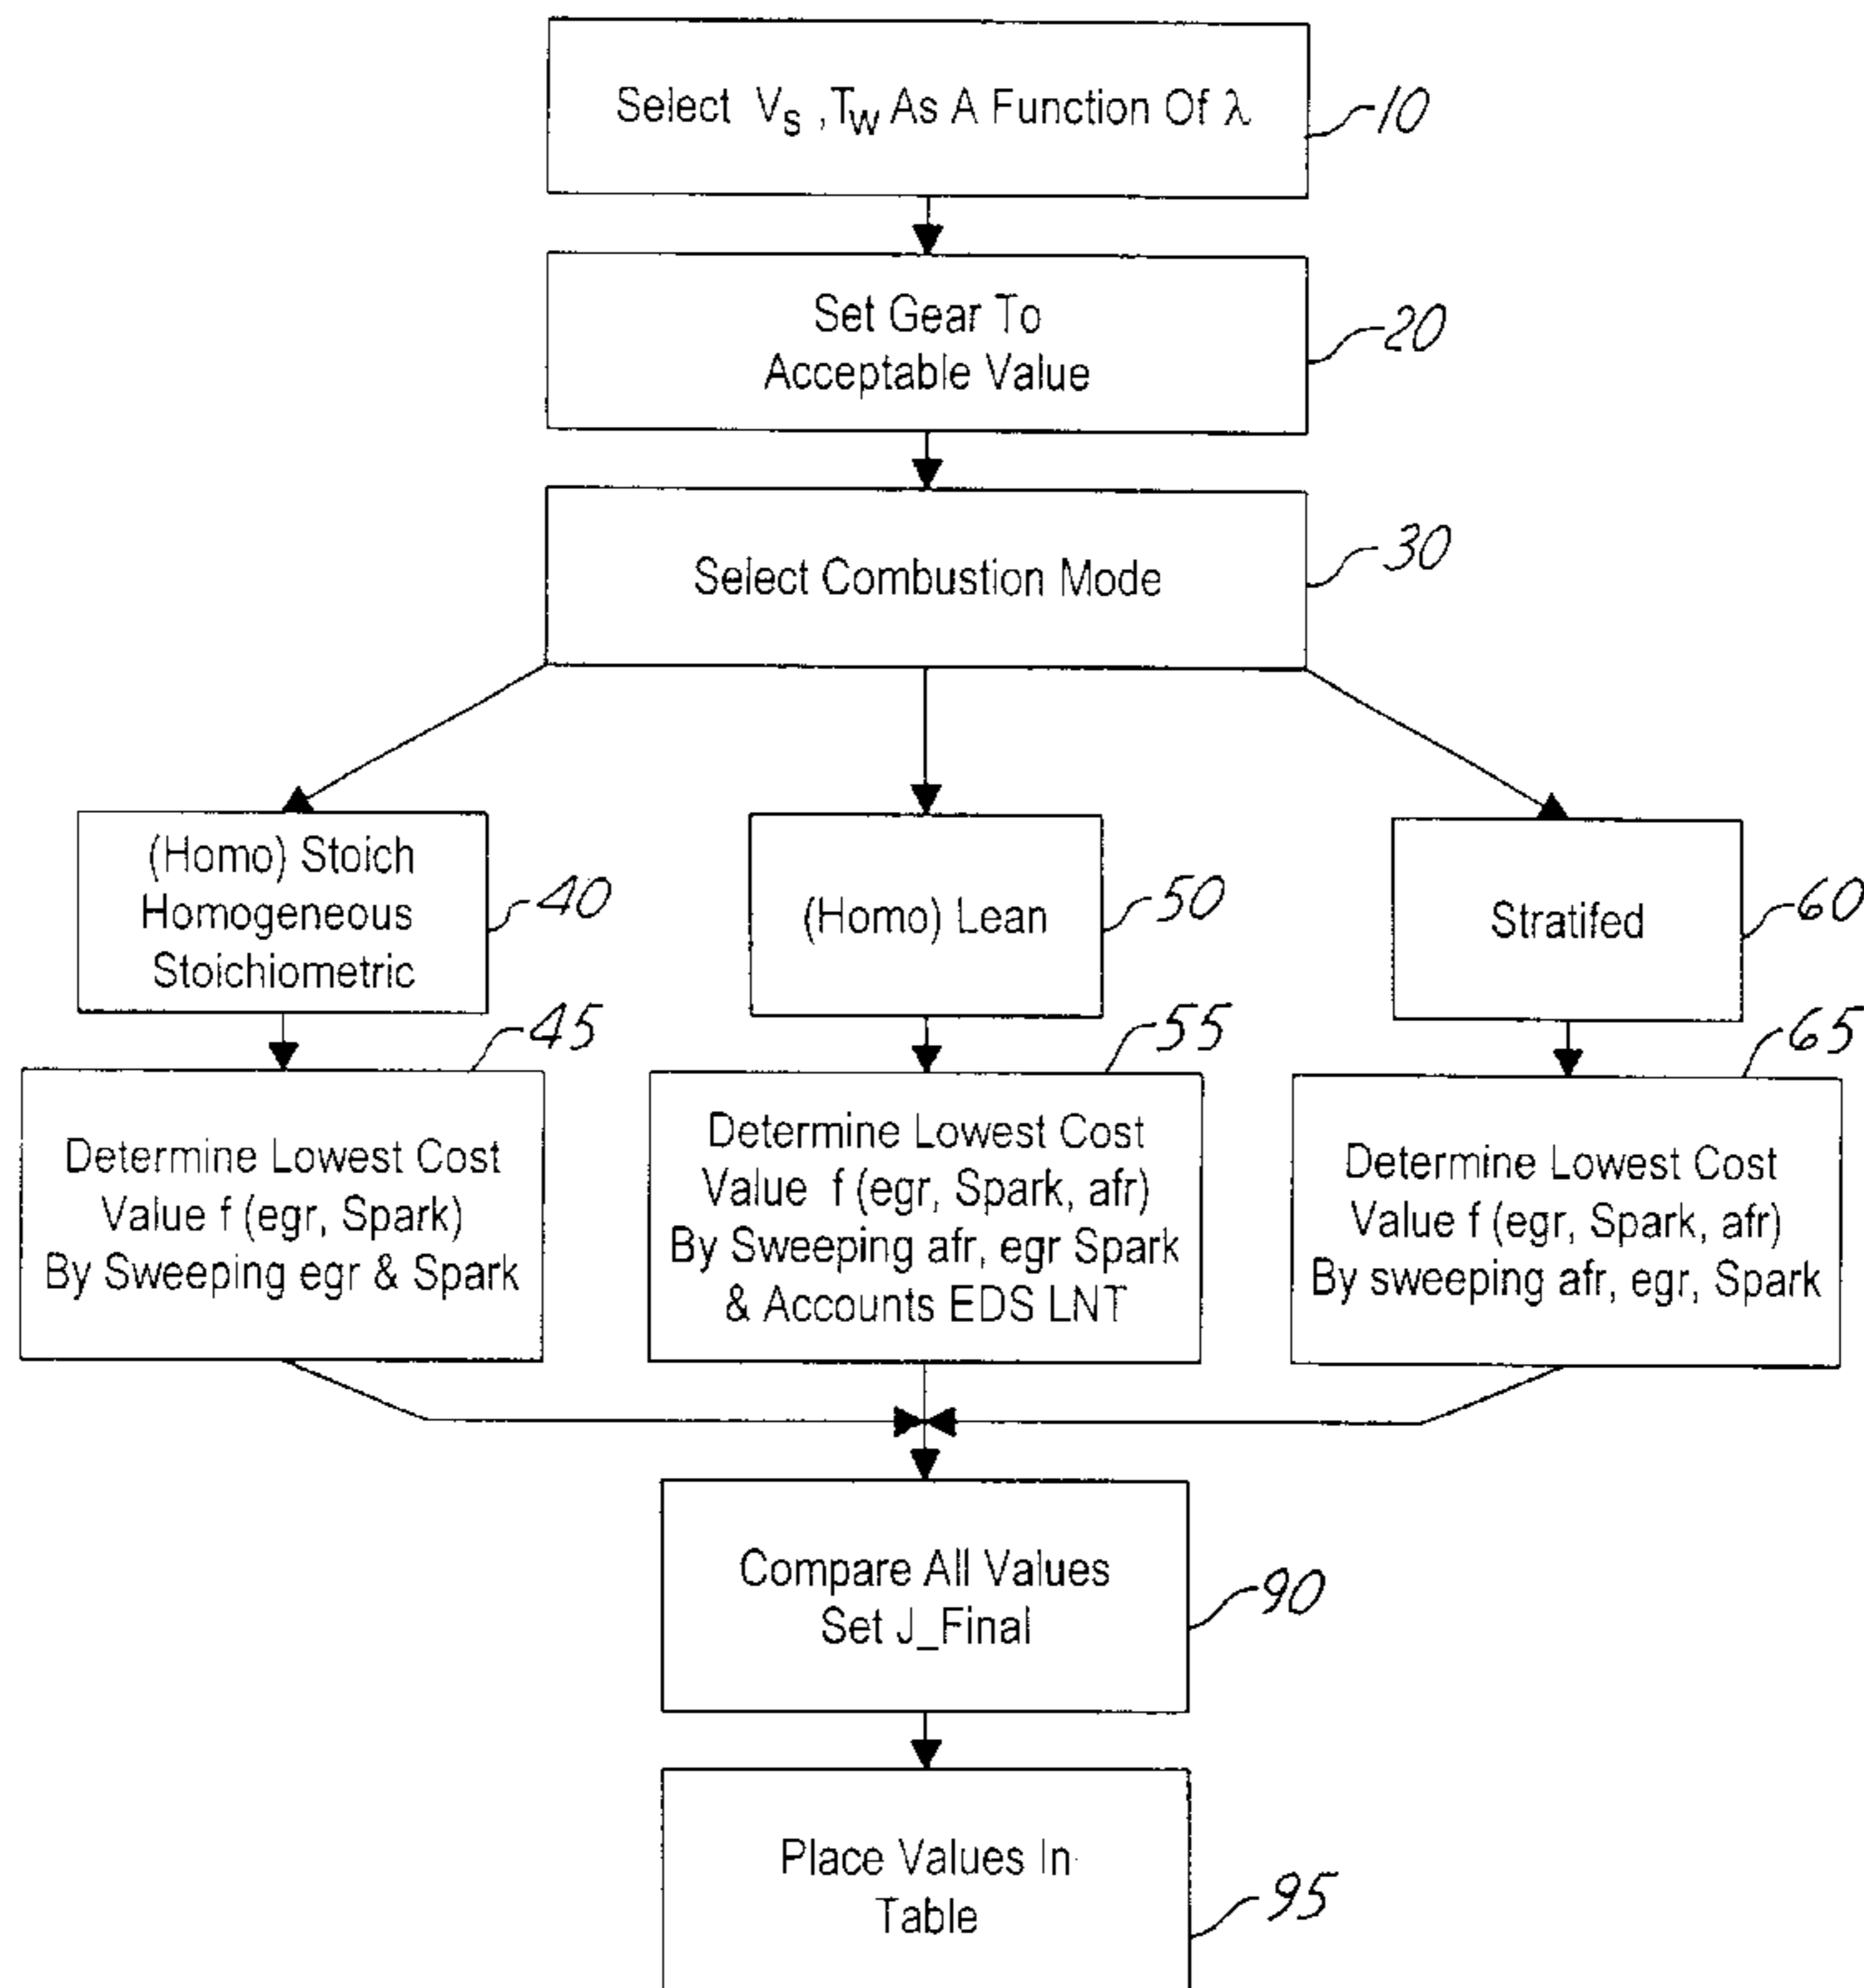 Select Vs ,Tw As A Function Of λ
10
Set Gear To
Acceptable Value
20
Select Combustion Mode
30
(Homo) Stoich
Homogeneous
Stoichiometric
40
(Homo) Lean
50
Stratifed
60
Determine Lowest Cost
Value f (egr, Spark)
By Sweeping egr & Spark
45
Determine Lowest Cost
Value f (egr, Spark, afr)
By Sweeping afr, egr Spark
& Accounts EDS LNT
55
Determine Lowest Cost
Value f (egr, Spark, afr)
By sweeping afr, egr, Spark
65
Compare All Values
Set J_Final
90
Place Values In
Table
95